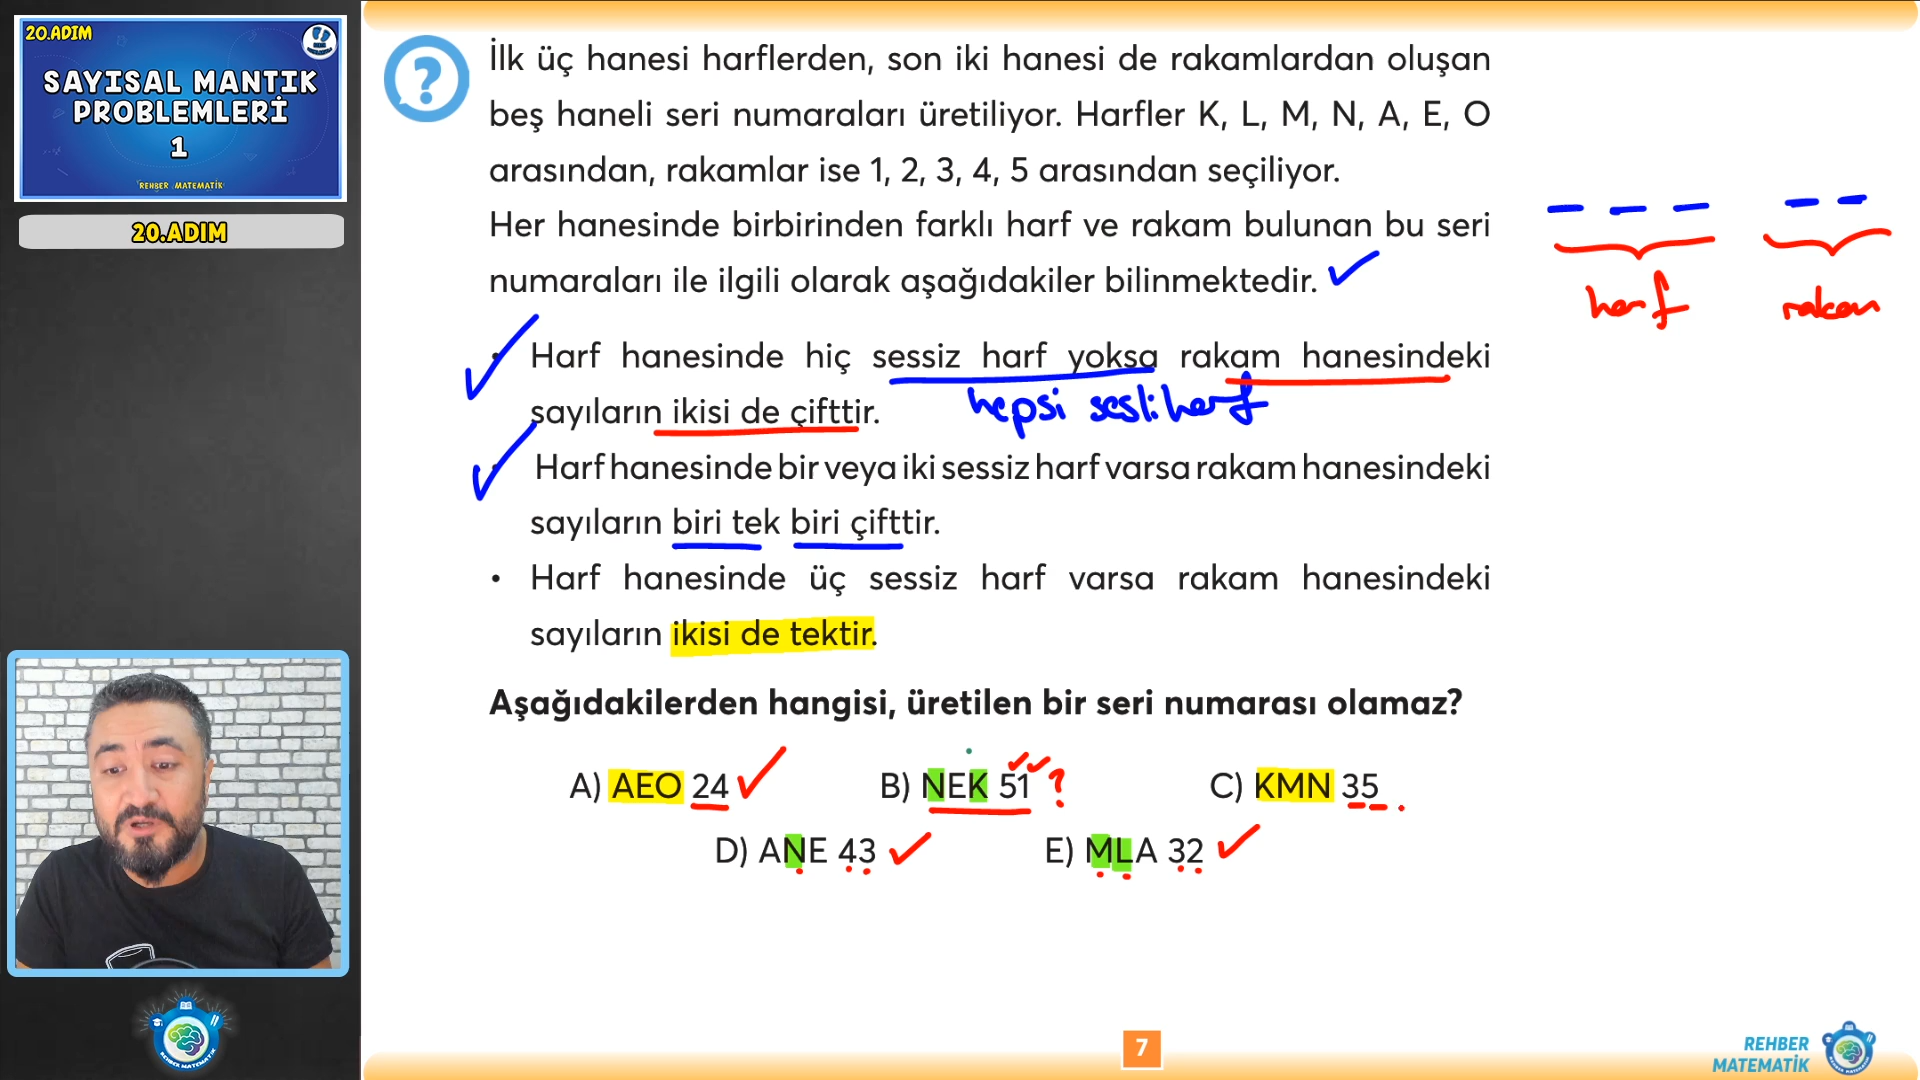 20.ADIM
SAYISAL MANTIK
PROBLEMLERİ
1
REHBER MATEMATİK
20.ADIM
İlk üç hanesi harflerden, son iki hanesi de rakamlardan oluşan
beş haneli seri numaraları üretiliyor. Harfler K, L, M, N, A, E, O
arasından, rakamlar ise 1, 2, 3, 4, 5 arasından seçiliyor.
Her hanesinde birbirinden farklı harf ve rakam bulunan bu seri
numaraları ile ilgili olarak aşağıdakiler bilinmektedir.
harf
rakam
• Harf hanesinde hiç sessiz harf yoksa rakam hanesindeki
sayıların ikisi de çifttir.
hepsi sesli harf
• Harf hanesinde bir veya iki sessiz harf varsa rakam hanesindeki
sayıların biri tek biri çifttir.
• Harf hanesinde üç sessiz harf varsa rakam hanesindeki
sayıların ikisi de tektir.
Aşağıdakilerden hangisi, üretilen bir seri numarası olamaz?
A) AEO 24 B) NEK 51 ? C) KMN 35
D) ANE 43 E) MLA 32
7
REHBER
MATEMATİK
REHBER MATEMATİK